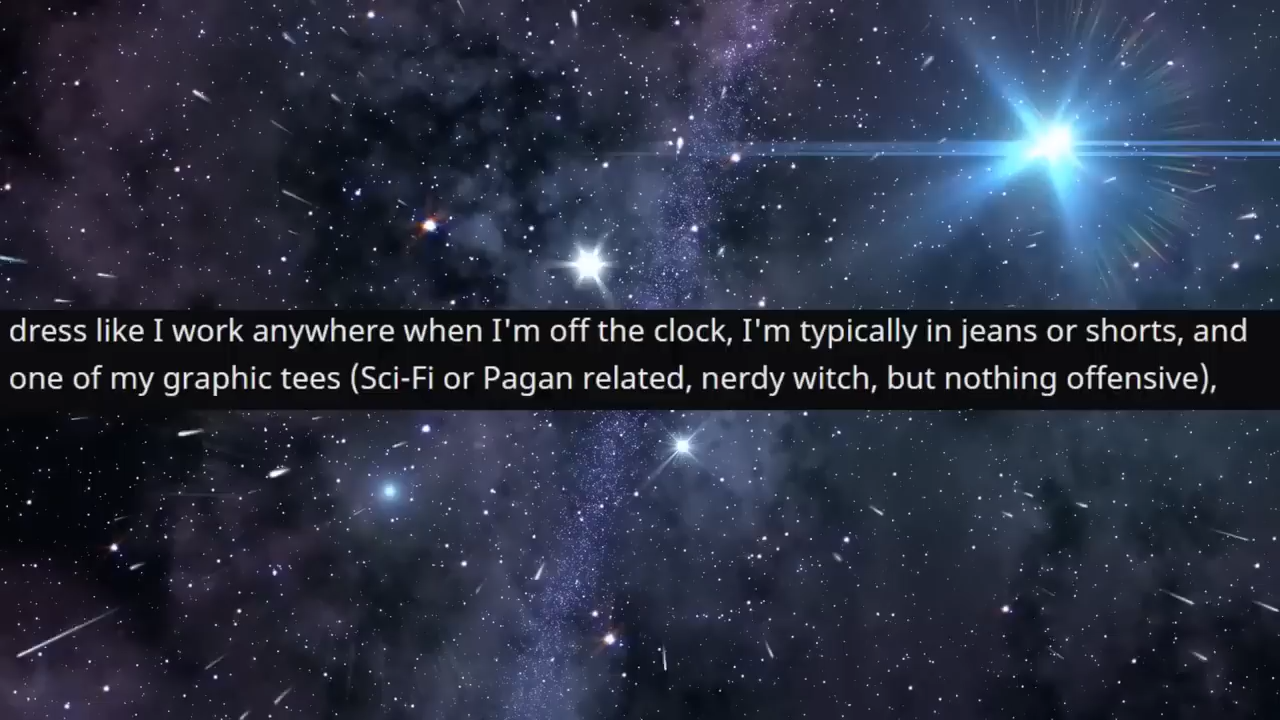 dress like I work anywhere when I'm off the clock, I'm typically in jeans or shorts, and
one of my graphic tees (Sci-Fi or Pagan related, nerdy witch, but nothing offensive),